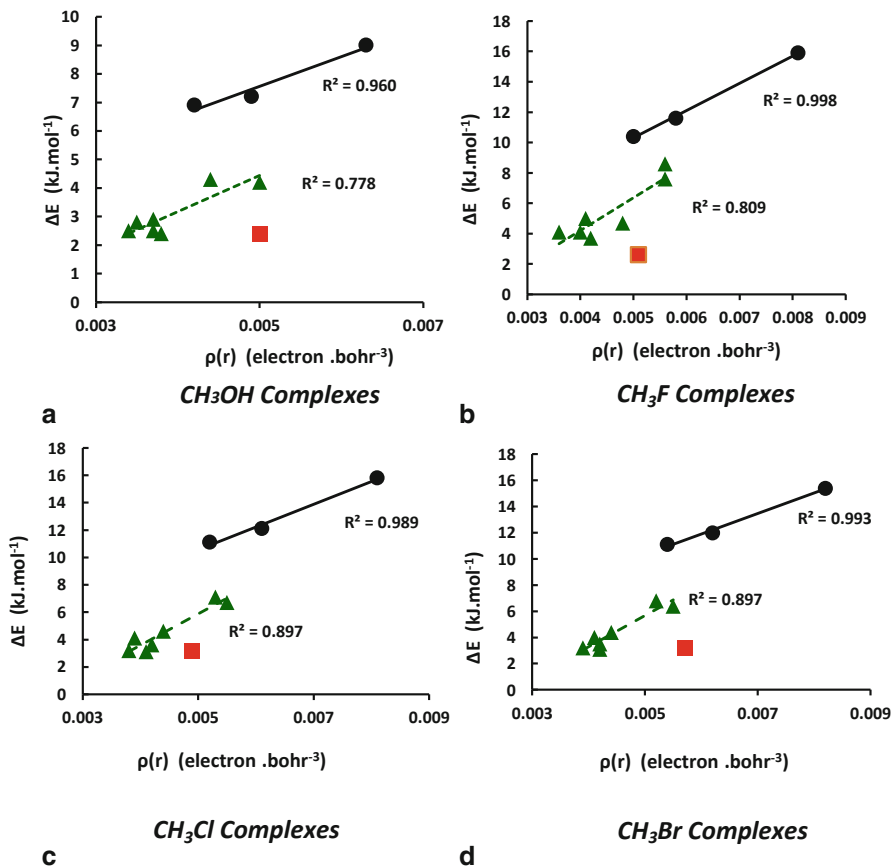 10
9
8
7
6
5
4
3
2
1
0
0.003 0.005 0.007
ΔE (kJ.mol⁻¹)
R² = 0.960
R² = 0.778
ρ(r) (electron .bohr⁻³)
CH₃OH Complexes
a
18
16
14
12
10
8
6
4
2
0
0.003 0.004 0.005 0.006 0.007 0.008 0.009
ΔE (kJ.mol⁻¹)
R² = 0.998
R² = 0.809
ρ(r) (electron .bohr⁻³)
CH₃F Complexes
b
18
16
14
12
10
8
6
4
2
0
0.003 0.005 0.007 0.009
ΔE (kJ.mol⁻¹)
R² = 0.989
R² = 0.897
ρ(r) (electron .bohr⁻³)
CH₃Cl Complexes
c
18
16
14
12
10
8
6
4
2
0
0.003 0.005 0.007 0.009
ΔE (kJ.mol⁻¹)
R² = 0.993
R² = 0.897
ρ(r) (electron .bohr⁻³)
CH₃Br Complexes
d